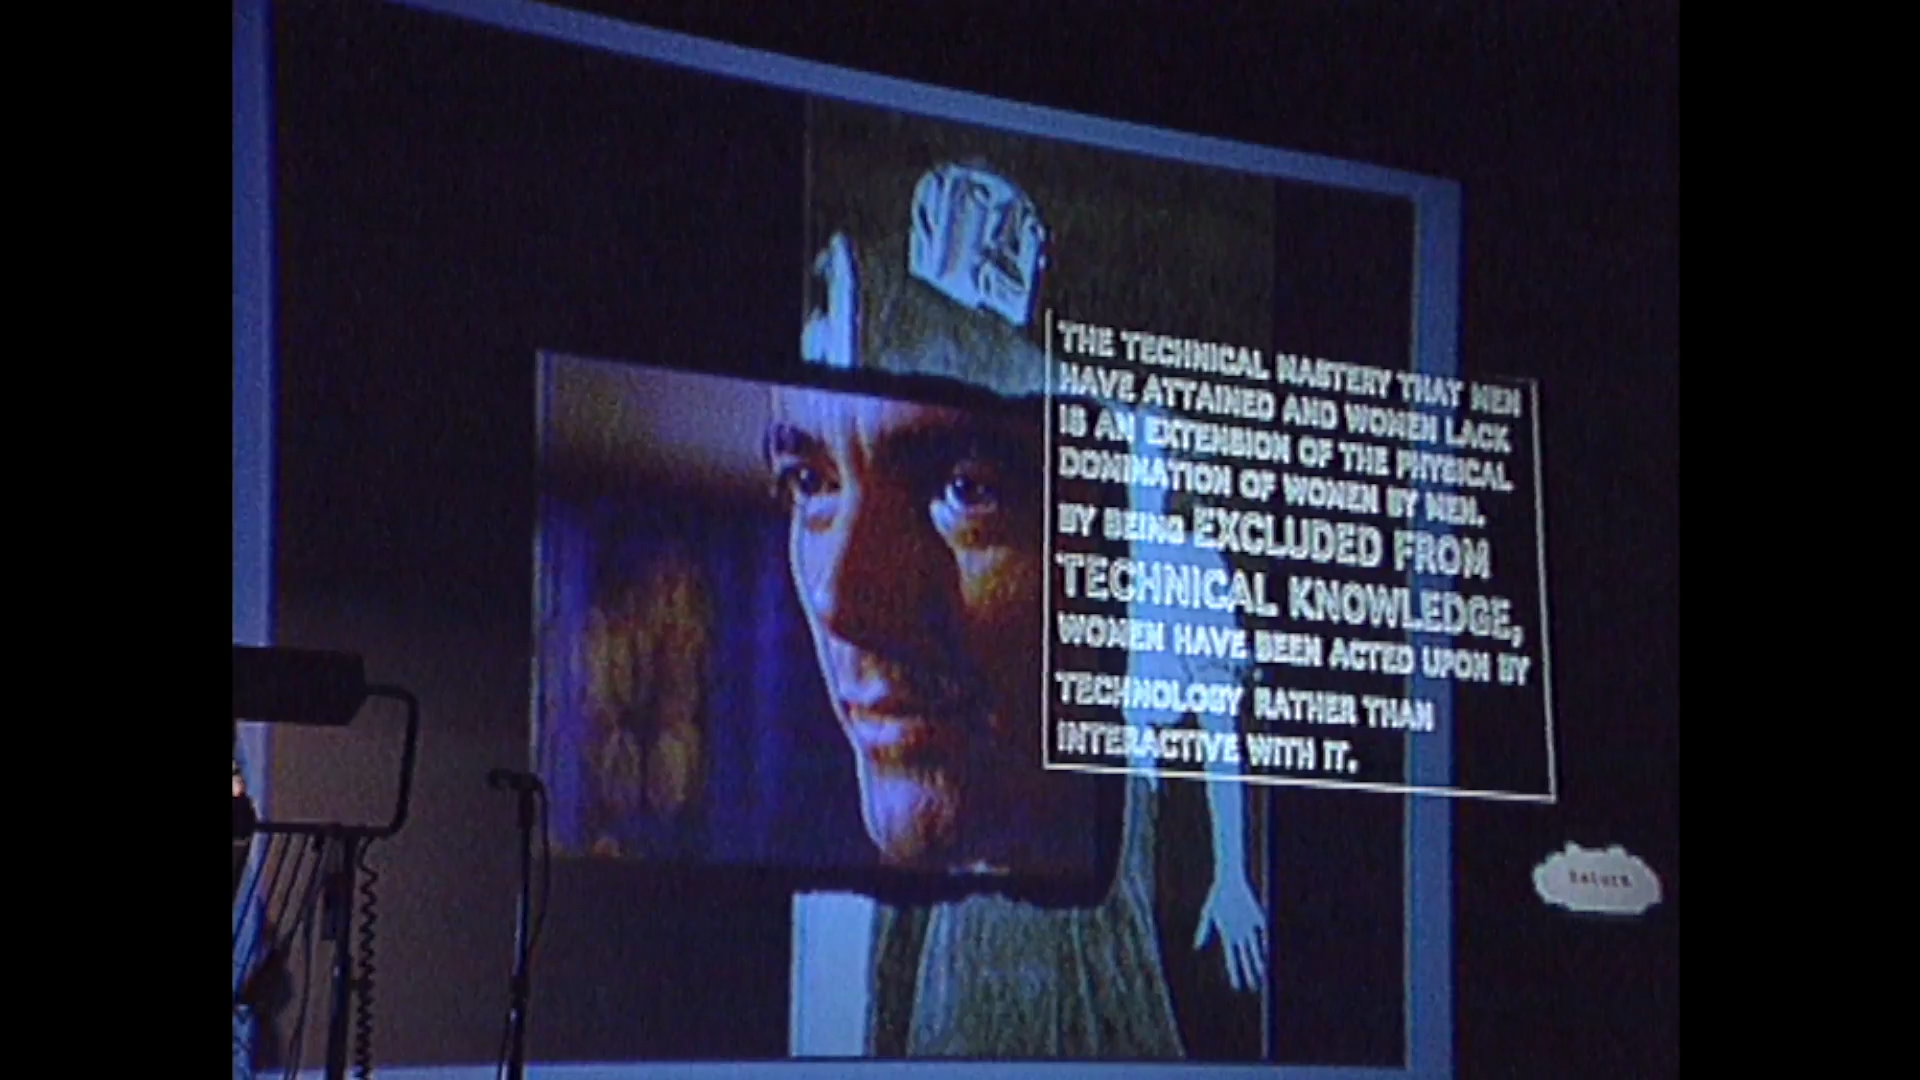 THE TECHNICAL MASTERY THAT MEN
HAVE ATTAINED AND WOMEN LACK
IS AN EXTENSION OF THE PHYSICAL
DOMINATION OF WOMEN BY MEN.
BY BEING EXCLUDED FROM
TECHNICAL KNOWLEDGE,
WOMEN HAVE BEEN ACTED UPON BY
TECHNOLOGY RATHER THAN
INTERACTIVE WITH IT.
Return